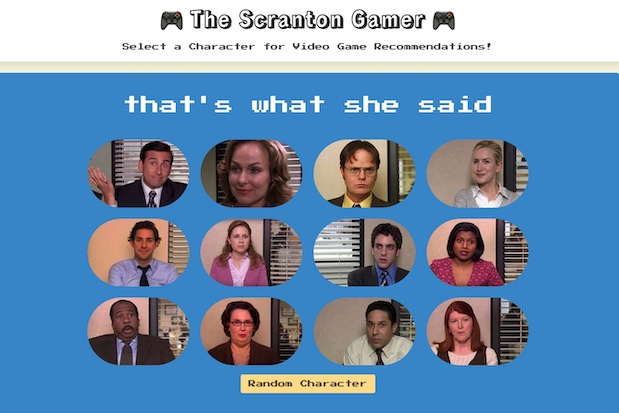 The Scranton Gamer
Select a Character for Video Game Recommendations!
that's what she said
Random Character